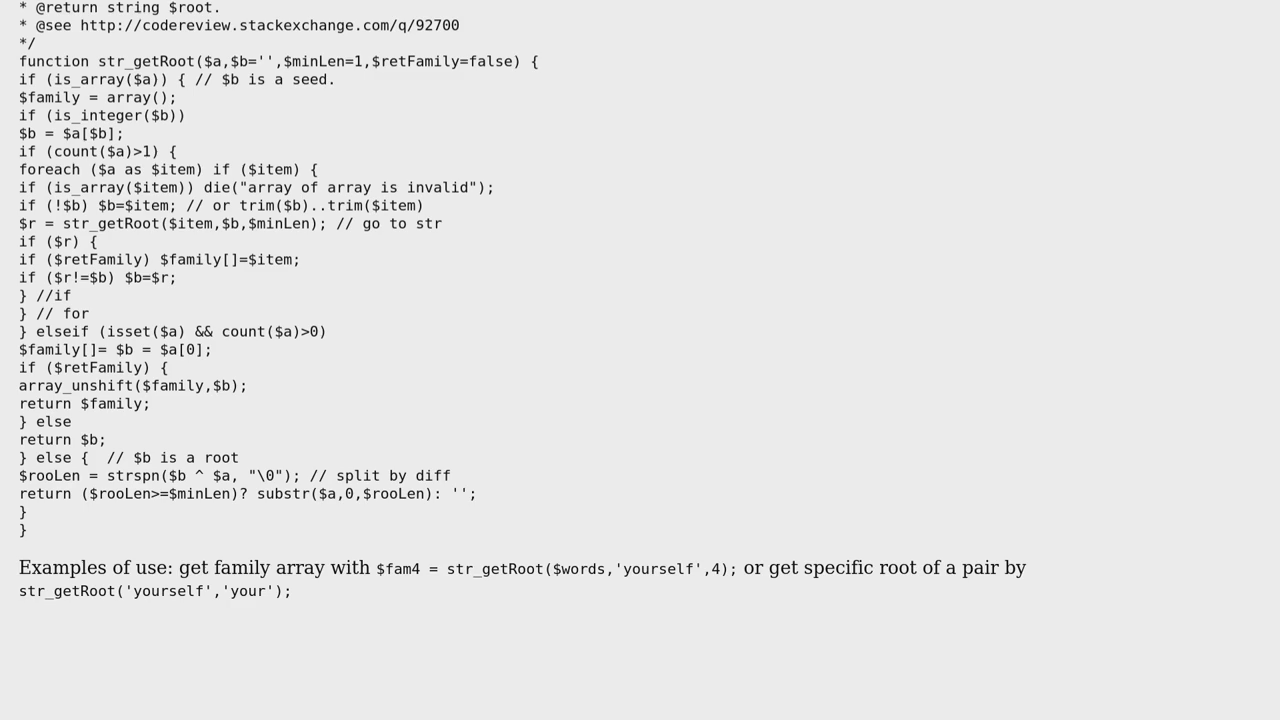 * @return string $root.
* @see http://codereview.stackexchange.com/q/92700
*/
function str_getRoot($a,$b='',$minLen=1,$retFamily=false) {
if (is_array($a)) { // $b is a seed.
$family = array();
if (is_integer($b))
$b = $a[$b];
if (count($a)>1) {
foreach ($a as $item) if ($item) {
if (is_array($item)) die("array of array is invalid");
if (!$b) $b=$item; // or trim($b)..trim($item)
$r = str_getRoot($item,$b,$minLen); // go to str
if ($r) {
if ($retFamily) $family[]=$item;
if ($r!=$b) $b=$r;
} //if
} // for
} elseif (isset($a) && count($a)>0)
$family[]= $b = $a[0];
if ($retFamily) {
array_unshift($family,$b);
return $family;
} else
return $b;
} else {  // $b is a root
$rooLen = strspn($b ^ $a, "\0"); // split by diff
return ($rooLen>=$minLen)? substr($a,0,$rooLen): '';
}
}
Examples of use: get family array with $fam4 = str_getRoot($words,'yourself',4); or get specific root of a pair by
str_getRoot('yourself','your');